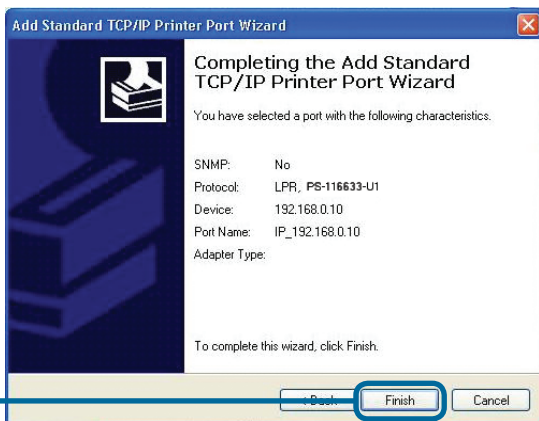 Add Standard TCP/IP Printer Port Wizard
Completing the Add Standard
TCP/IP Printer Port Wizard
You have selected a port with the following characteristics.
SNMP: No
Protocol: LPR, PS-116633-U1
Device: 192.168.0.10
Port Name: IP_192.168.0.10
Adapter Type:
To complete this wizard, click Finish.
< Back Finish Cancel